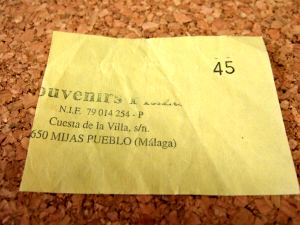 45
ouvenirs
N.I.F. 79 014 254 - P
Cuesta de la Villa, s/n.
650 MIJAS PUEBLO (Málaga)